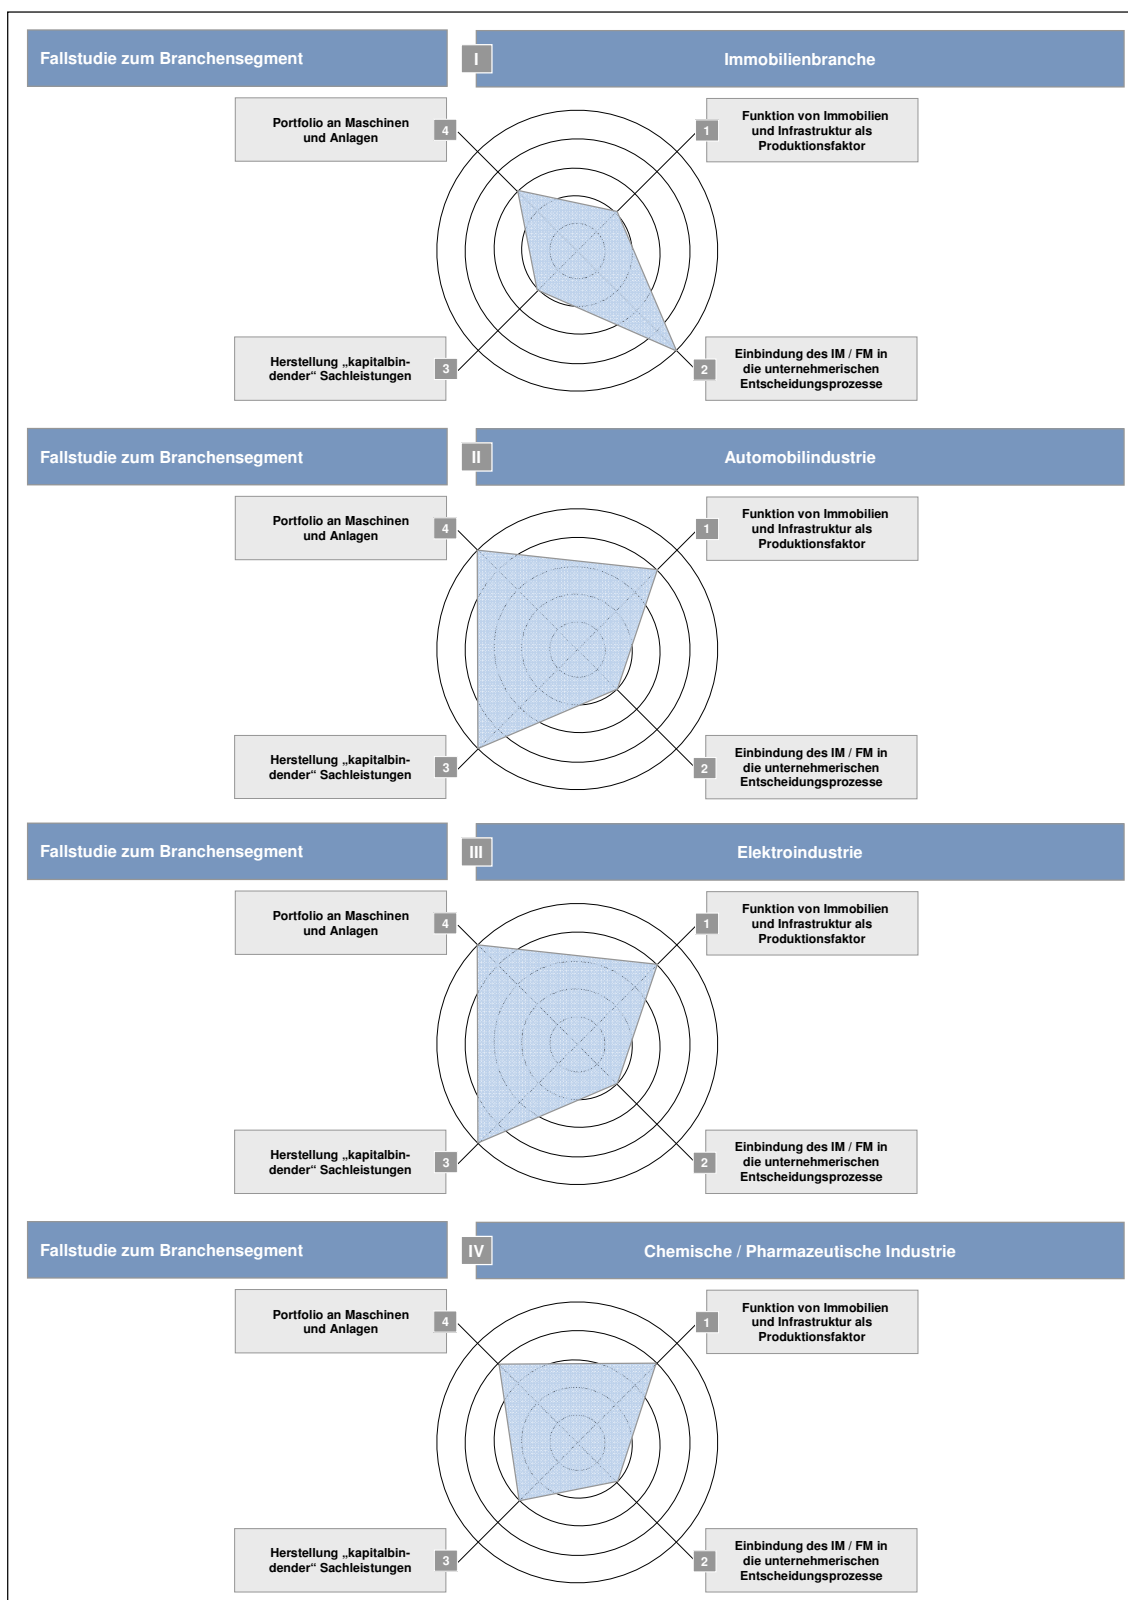 Fallstudie zum Branchensegment
I
Immobilienbranche
Portfolio an Maschinen
und Anlagen
4
1
Funktion von Immobilien
und Infrastruktur als
Produktionsfaktor
Herstellung „kapitalbin-
dender“ Sachleistungen
3
2
Einbindung des IM / FM in
die unternehmerischen
Entscheidungsprozesse
Fallstudie zum Branchensegment
II
Automobilindustrie
Portfolio an Maschinen
und Anlagen
4
1
Funktion von Immobilien
und Infrastruktur als
Produktionsfaktor
Herstellung „kapitalbin-
dender“ Sachleistungen
3
2
Einbindung des IM / FM in
die unternehmerischen
Entscheidungsprozesse
Fallstudie zum Branchensegment
III
Elektroindustrie
Portfolio an Maschinen
und Anlagen
4
1
Funktion von Immobilien
und Infrastruktur als
Produktionsfaktor
Herstellung „kapitalbin-
dender“ Sachleistungen
3
2
Einbindung des IM / FM in
die unternehmerischen
Entscheidungsprozesse
Fallstudie zum Branchensegment
IV
Chemische / Pharmazeutische Industrie
Portfolio an Maschinen
und Anlagen
4
1
Funktion von Immobilien
und Infrastruktur als
Produktionsfaktor
Herstellung „kapitalbin-
dender“ Sachleistungen
3
2
Einbindung des IM / FM in
die unternehmerischen
Entscheidungsprozesse